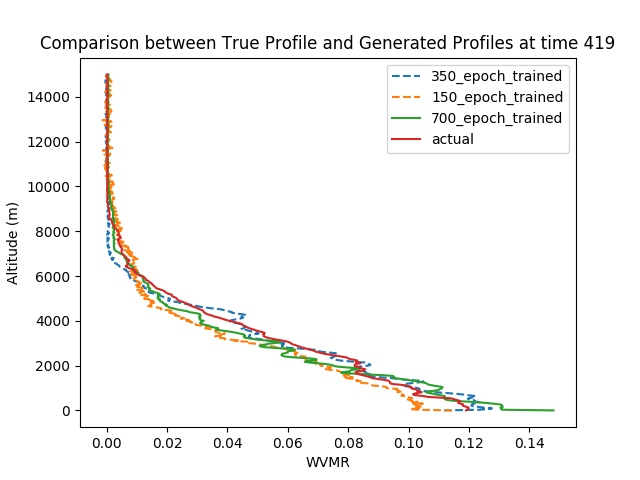 Comparison between True Profile and Generated Profiles at time 419
350_epoch_trained
150_epoch_trained
700_epoch_trained
actual
Altitude (m)
14000
12000
10000
8000
6000
4000
2000
0
0.00 0.02 0.04 0.06 0.08 0.10 0.12 0.14
WVMR